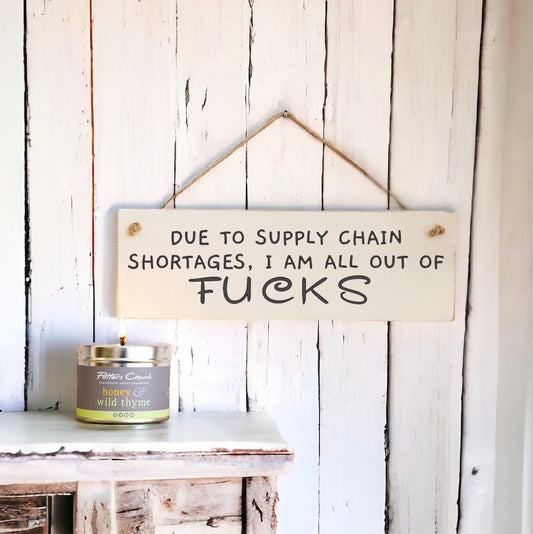 DUE TO SUPPLY CHAIN
SHORTAGES, I AM ALL OUT OF
FUCKS
Potters Crouch
honey &
wild thyme